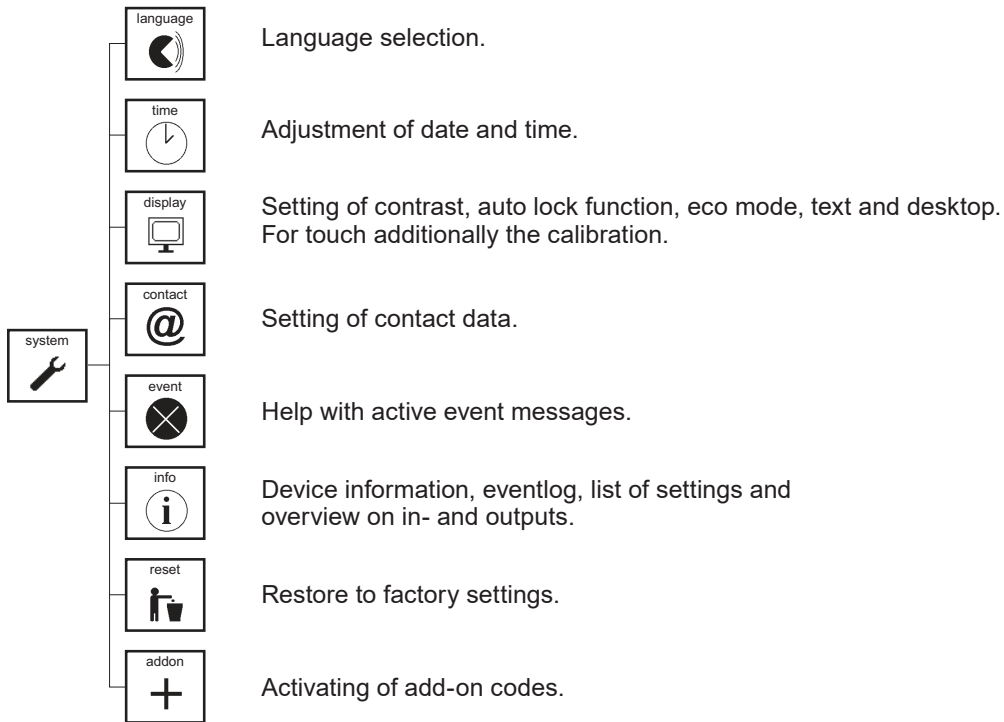 language
Language selection.
time
Adjustment of date and time.
display
Setting of contrast, auto lock function, eco mode, text and desktop.
For touch additionally the calibration.
contact
@
Setting of contact data.
system
event
Help with active event messages.
info
i
Device information, eventlog, list of settings and
overview on in- and outputs.
reset
Restore to factory settings.
addon
+
Activating of add-on codes.